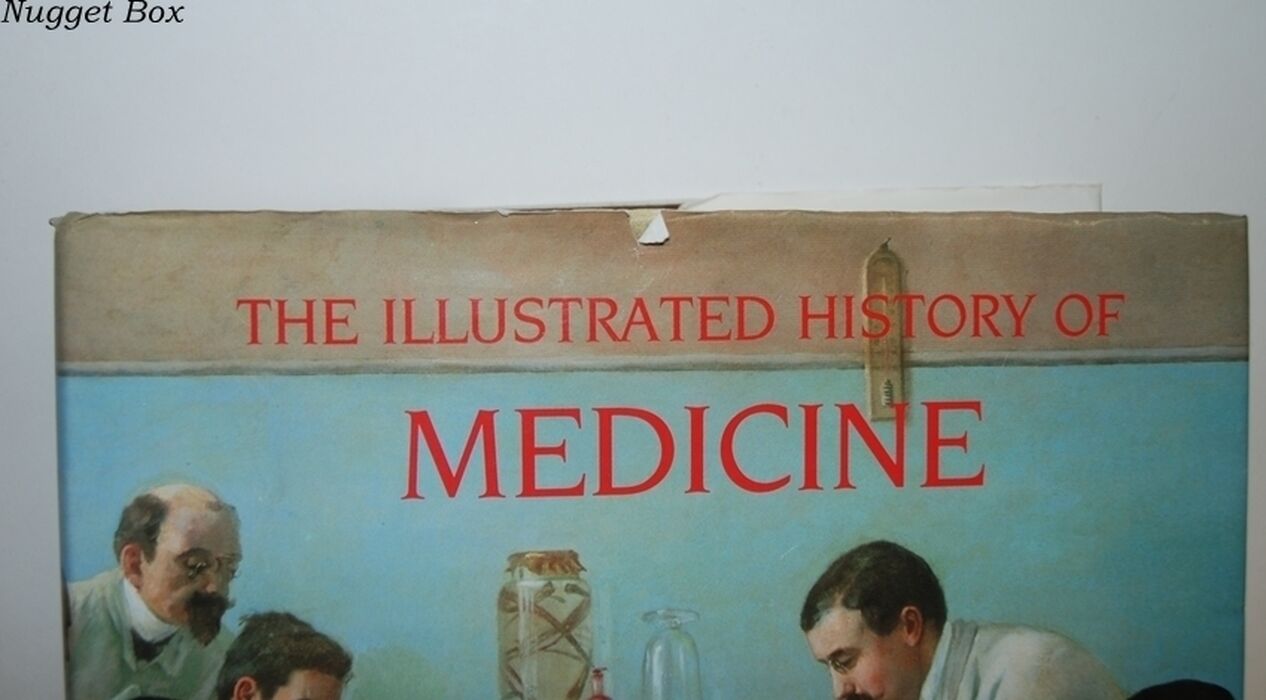 Nugget Box
THE ILLUSTRATED HISTORY OF
MEDICINE